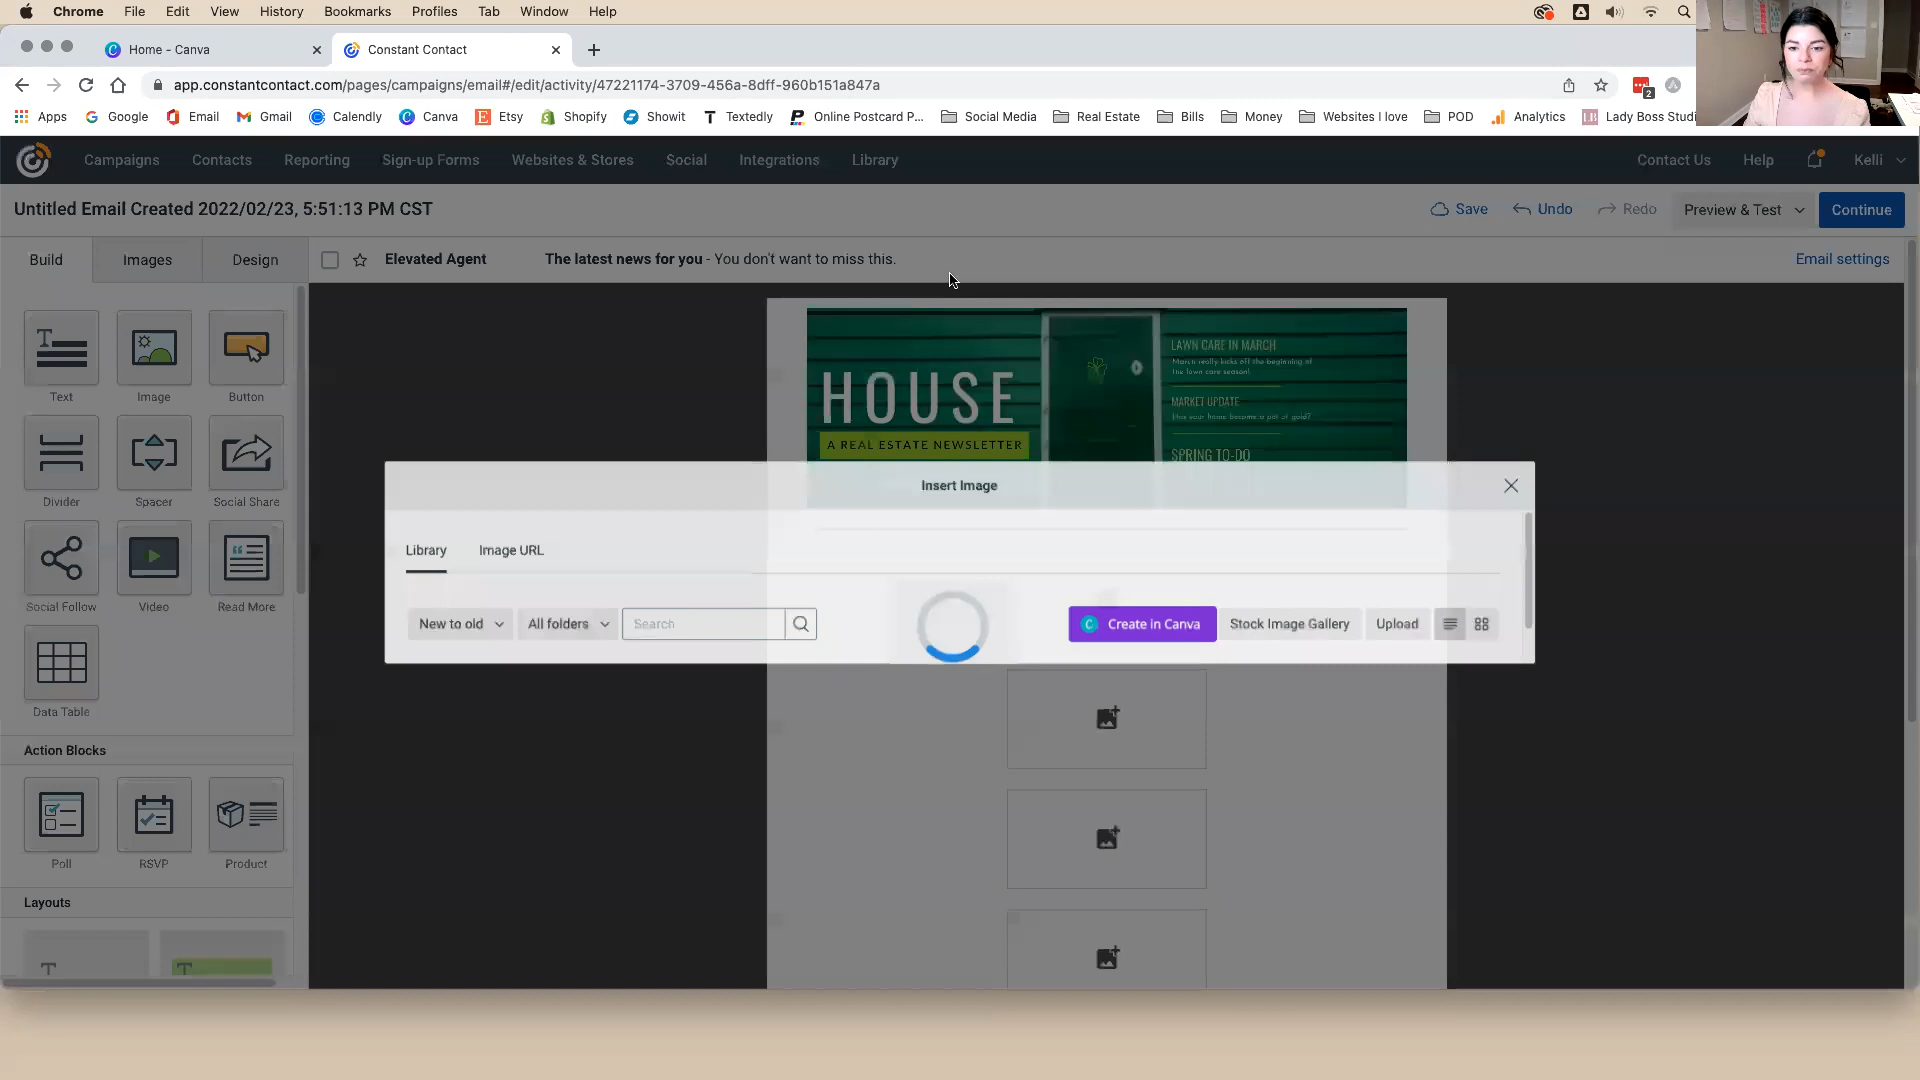 Chrome File Edit View History Bookmarks Profiles Tab Window Help
Home - Canva Constant Contact
app.constantcontact.com/pages/campaigns/email#/edit/activity/47221174-3709-456a-8dff-960b151a847a
2
Apps Google Email Gmail Calendly Canva Etsy Shopify Showit Textedly Online Postcard P... Social Media Real Estate Bills Money Websites I love POD Analytics Lady Boss Studi
Campaigns Contacts Reporting Sign-up Forms Websites & Stores Social Integrations Library Contact Us Help Kelli
Untitled Email Created 2022/02/23, 5:51:13 PM CST Save Undo Redo Preview & Test Continue
Build Images Design Elevated Agent The latest news for you - You don't want to miss this. Email settings
Text Image Button
Divider Spacer Social Share
Social Follow Video Read More
Data Table
Action Blocks
Poll RSVP Product
Layouts
HOUSE
A REAL ESTATE NEWSLETTER
LAWN CARE IN MARCH
March really kicks off the beginning of
the lawn care season!
MARKET UPDATE
Has your home become a pot of gold?
SPRING TO-DO
Insert Image
Library Image URL
New to old All folders Search Create in Canva Stock Image Gallery Upload